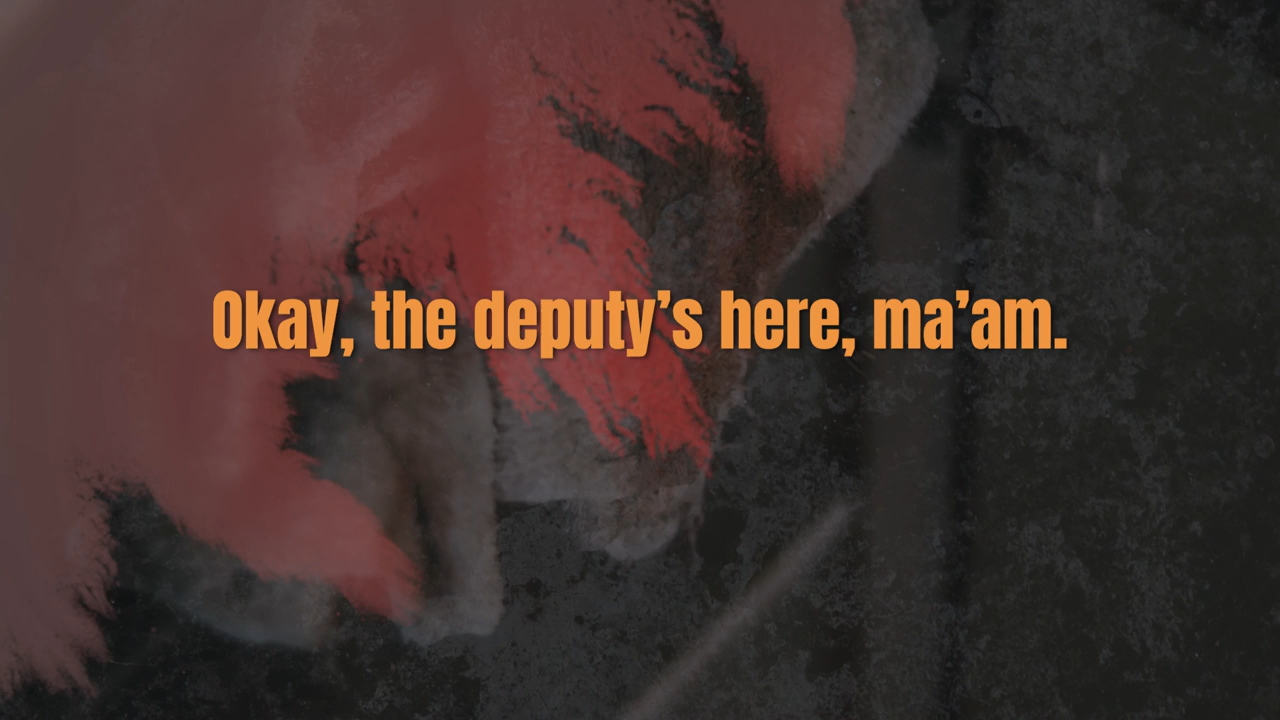 Okay, the deputy’s here, ma’am.